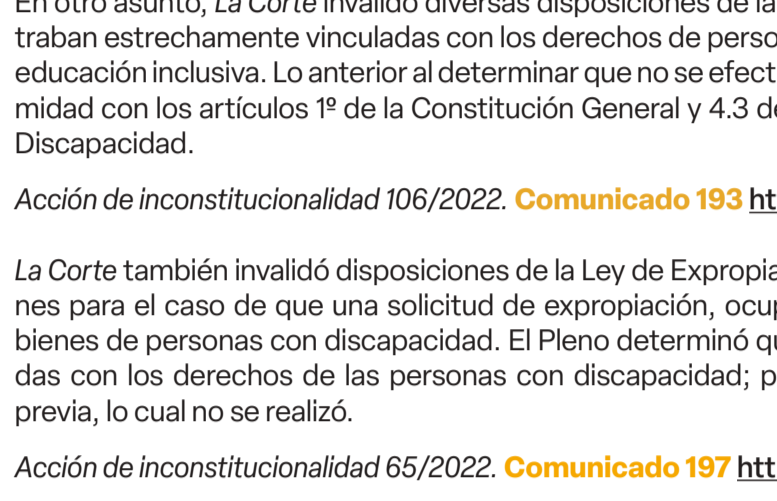 En otro asunto, La Corte invalidó diversas disposiciones de la
traban estrechamente vinculadas con los derechos de perso
educación inclusiva. Lo anterior al determinar que no se efect
midad con los artículos 1º de la Constitución General y 4.3 de
Discapacidad.
Acción de inconstitucionalidad 106/2022. Comunicado 193 ht
La Corte también invalidó disposiciones de la Ley de Expropia
nes para el caso de que una solicitud de expropiación, ocup
bienes de personas con discapacidad. El Pleno determinó qu
das con los derechos de las personas con discapacidad; p
previa, lo cual no se realizó.
Acción de inconstitucionalidad 65/2022. Comunicado 197 htt